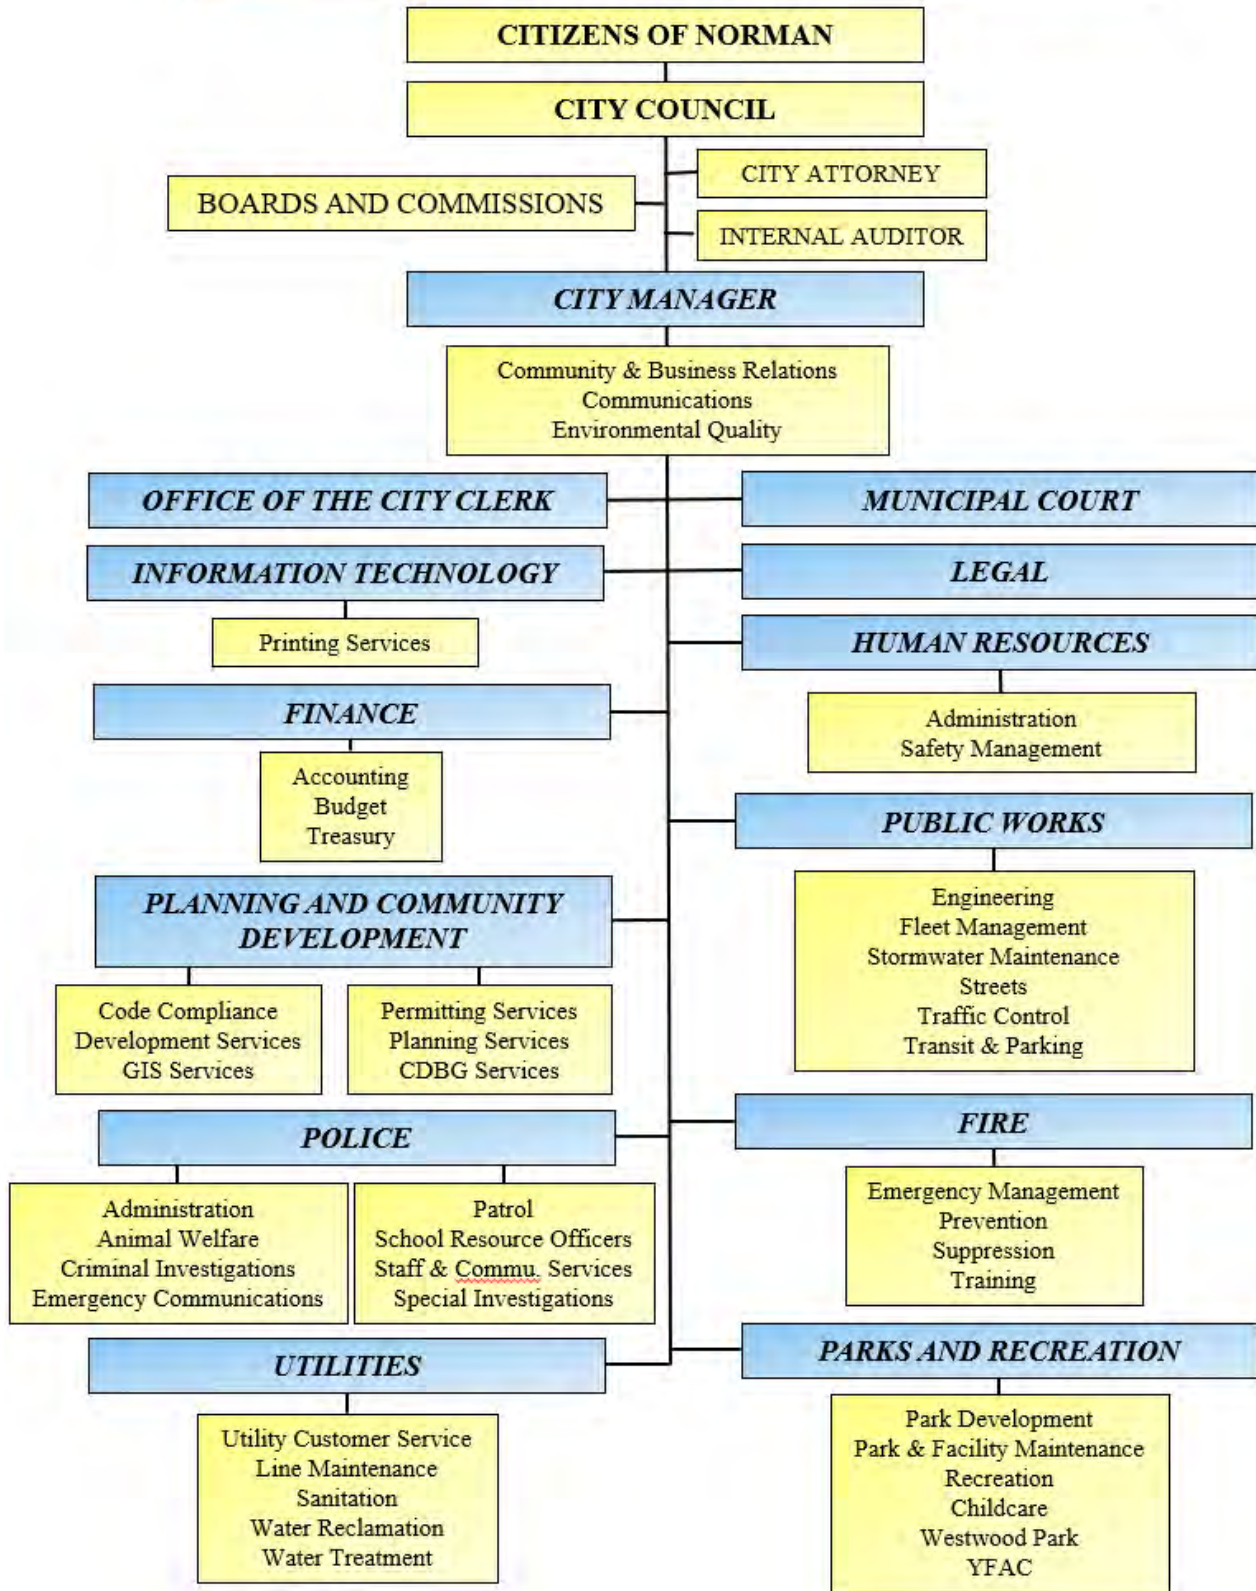 CITIZENS OF NORMAN
CITY COUNCIL
CITY ATTORNEY
BOARDS AND COMMISSIONS
INTERNAL AUDITOR
CITY MANAGER
Community & Business Relations
Communications
Environmental Quality
OFFICE OF THE CITY CLERK
MUNICIPAL COURT
INFORMATION TECHNOLOGY
LEGAL
Printing Services
HUMAN RESOURCES
Administration
Safety Management
FINANCE
Accounting
Budget
Treasury
PUBLIC WORKS
Engineering
Fleet Management
Stormwater Maintenance
Streets
Traffic Control
Transit & Parking
PLANNING AND COMMUNITY
DEVELOPMENT
Code Compliance
Development Services
GIS Services
Permitting Services
Planning Services
CDBG Services
POLICE
Administration
Animal Welfare
Criminal Investigations
Emergency Communications
Patrol
School Resource Officers
Staff & Commu. Services
Special Investigations
FIRE
Emergency Management
Prevention
Suppression
Training
UTILITIES
Utility Customer Service
Line Maintenance
Sanitation
Water Reclamation
Water Treatment
PARKS AND RECREATION
Park Development
Park & Facility Maintenance
Recreation
Childcare
Westwood Park
YFAC